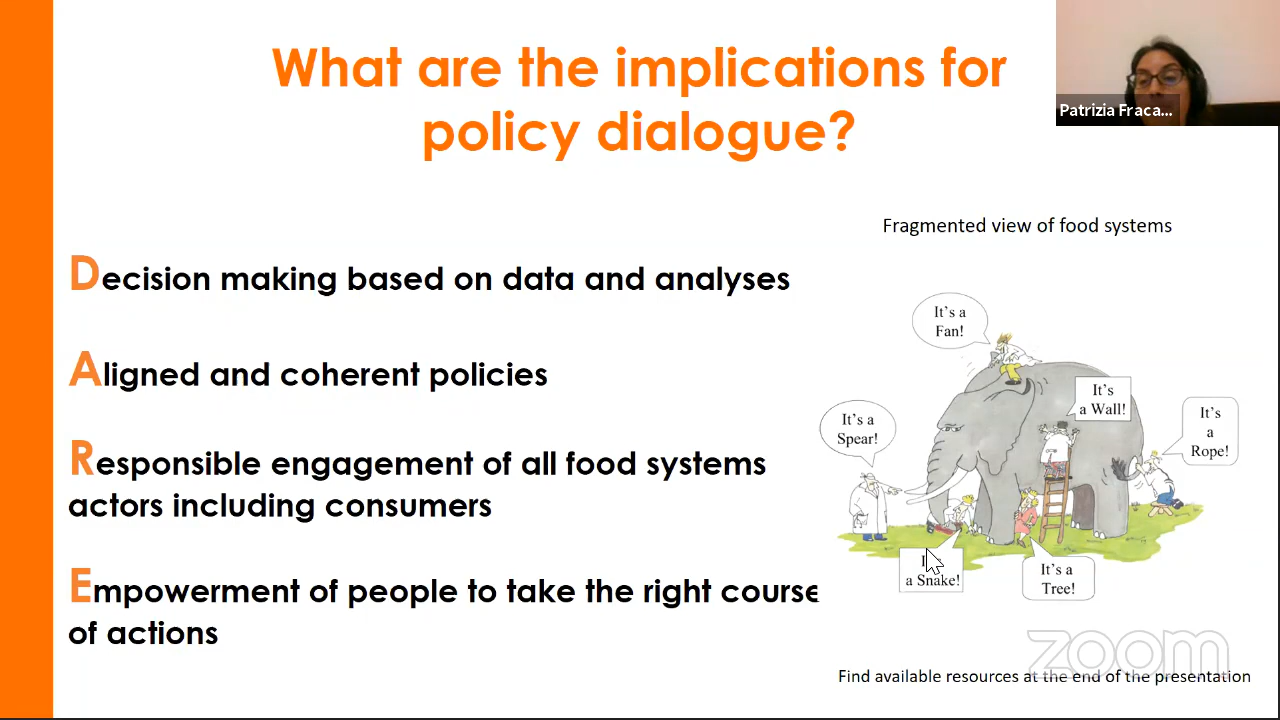 What are the implications for
policy dialogue?
Patrizia Fraca...
Fragmented view of food systems
Decision making based on data and analyses
Aligned and coherent policies
Responsible engagement of all food systems
actors including consumers
Empowerment of people to take the right course
of actions
It's a
Fan!
It's
a Wall!
It's a
Spear!
It's
a
Rope!
a Snake!
It's a
Tree!
zoom
Find available resources at the end of the presentation